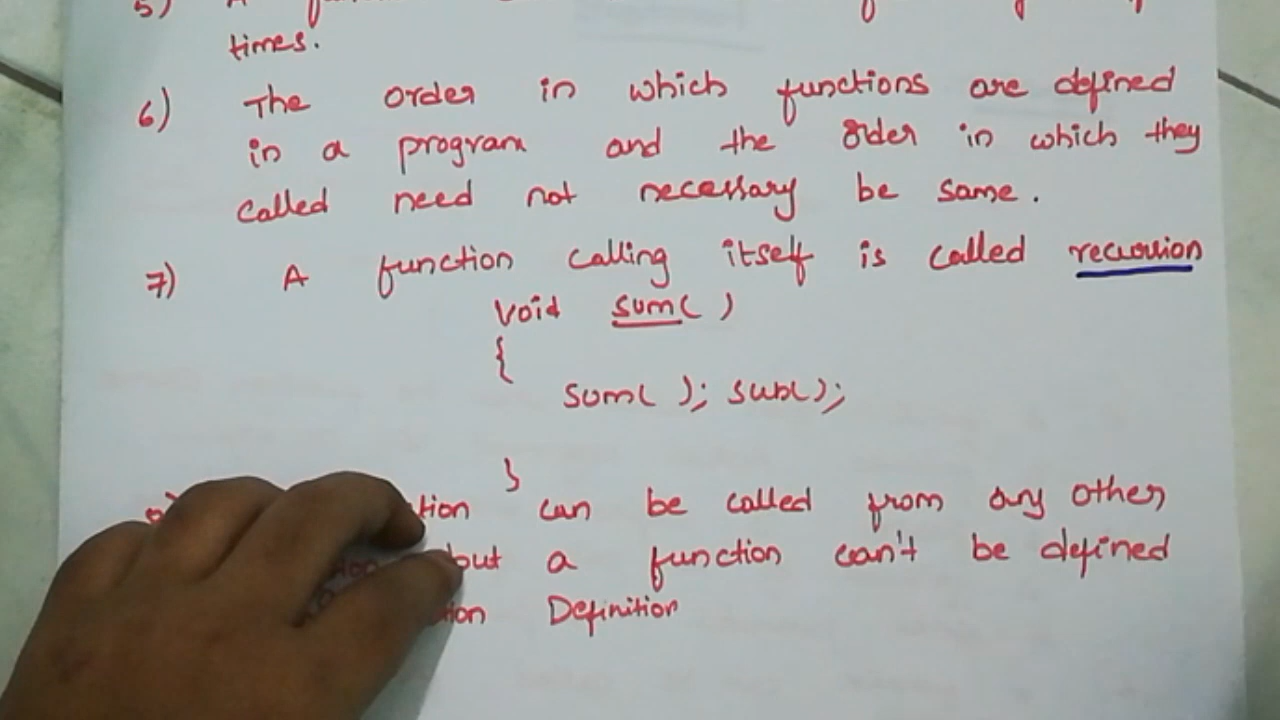 5) A
times.
6) The order in which functions are defined
in a program and the order in which they
called need not necessary be same.
7) A function calling itself is called recursion
void sum( )
{
sum( ); sub();
}
can be called from any other
but a function can't be defined
Definition